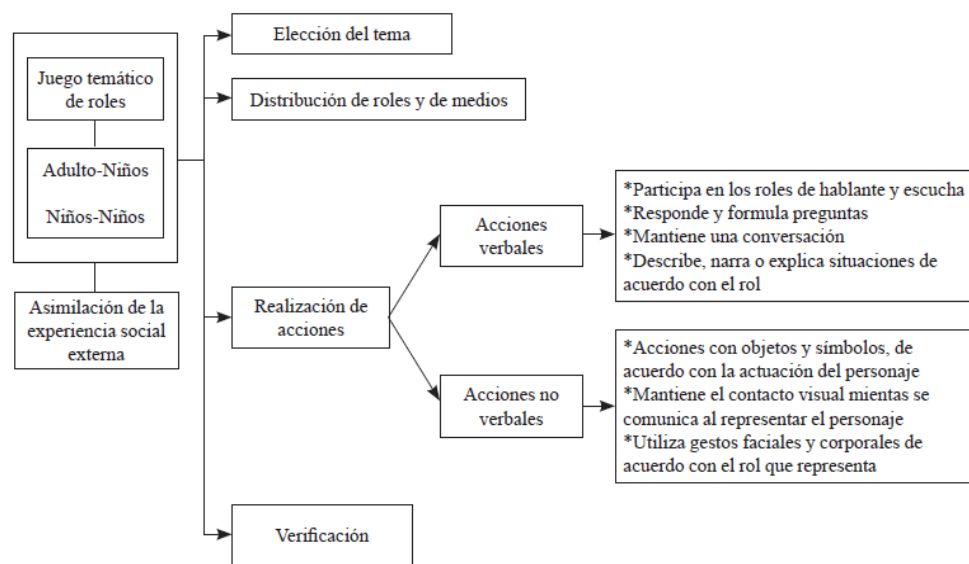 Juego temático
de roles
Adulto-Niños
Niños-Niños
Asimilación de la
experiencia social
externa
Elección del tema
Distribución de roles y de medios
Realización de
acciones
Acciones
verbales
*Participa en los roles de hablante y escucha
*Responde y formula preguntas
*Mantiene una conversación
*Describe, narra o explica situaciones de
acuerdo con el rol
Acciones no
verbales
*Acciones con objetos y símbolos, de
acuerdo con la actuación del personaje
*Mantiene el contacto visual mientas se
comunica al representar el personaje
*Utiliza gestos faciales y corporales de
acuerdo con el rol que representa
Verificación